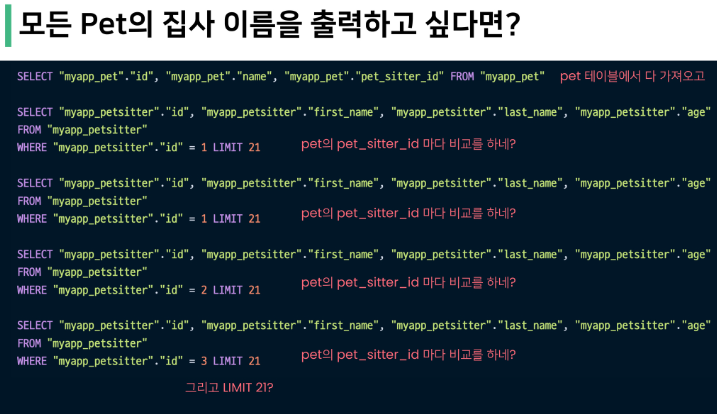 모든 Pet의 집사 이름을 출력하고 싶다면?
SELECT "myapp_pet"."id", "myapp_pet"."name", "myapp_pet"."pet_sitter_id" FROM "myapp_pet" pet 테이블에서 다 가져오고
SELECT "myapp_petsitter"."id", "myapp_petsitter"."first_name", "myapp_petsitter"."last_name", "myapp_petsitter"."age"
FROM "myapp_petsitter"
WHERE "myapp_petsitter"."id" = 1 LIMIT 21 pet의 pet_sitter_id 마다 비교를 하네?
SELECT "myapp_petsitter"."id", "myapp_petsitter"."first_name", "myapp_petsitter"."last_name", "myapp_petsitter"."age"
FROM "myapp_petsitter"
WHERE "myapp_petsitter"."id" = 1 LIMIT 21 pet의 pet_sitter_id 마다 비교를 하네?
SELECT "myapp_petsitter"."id", "myapp_petsitter"."first_name", "myapp_petsitter"."last_name", "myapp_petsitter"."age"
FROM "myapp_petsitter"
WHERE "myapp_petsitter"."id" = 2 LIMIT 21 pet의 pet_sitter_id 마다 비교를 하네?
SELECT "myapp_petsitter"."id", "myapp_petsitter"."first_name", "myapp_petsitter"."last_name", "myapp_petsitter"."age"
FROM "myapp_petsitter"
WHERE "myapp_petsitter"."id" = 3 LIMIT 21 pet의 pet_sitter_id 마다 비교를 하네?
그리고 LIMIT 21?